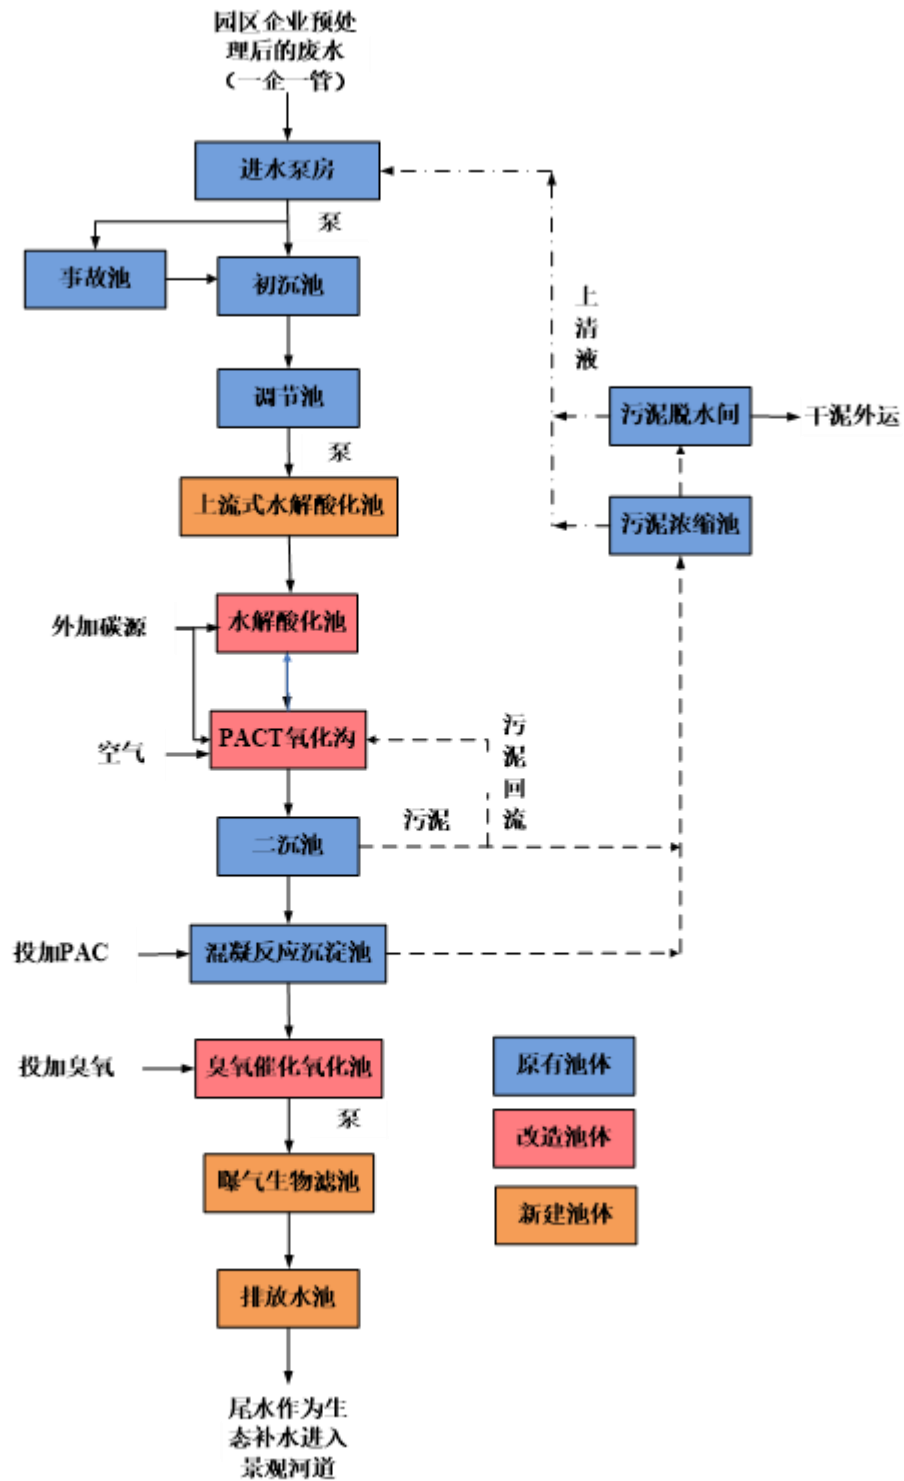 园区企业预处
理后的废水
（一企一管）
进水泵房
泵
事故池
初沉池
上
清
液
调节池
污泥脱水间
干泥外运
泵
上流式水解酸化池
污泥浓缩池
外加碳源
水解酸化池
PACT氧化沟
空气
污
泥
回
流
二沉池
污泥
投加PAC
混凝反应沉淀池
投加臭氧
臭氧催化氧化池
原有池体
泵
改造池体
曝气生物滤池
新建池体
排放水池
尾水作为生
态补水进入
景观河道